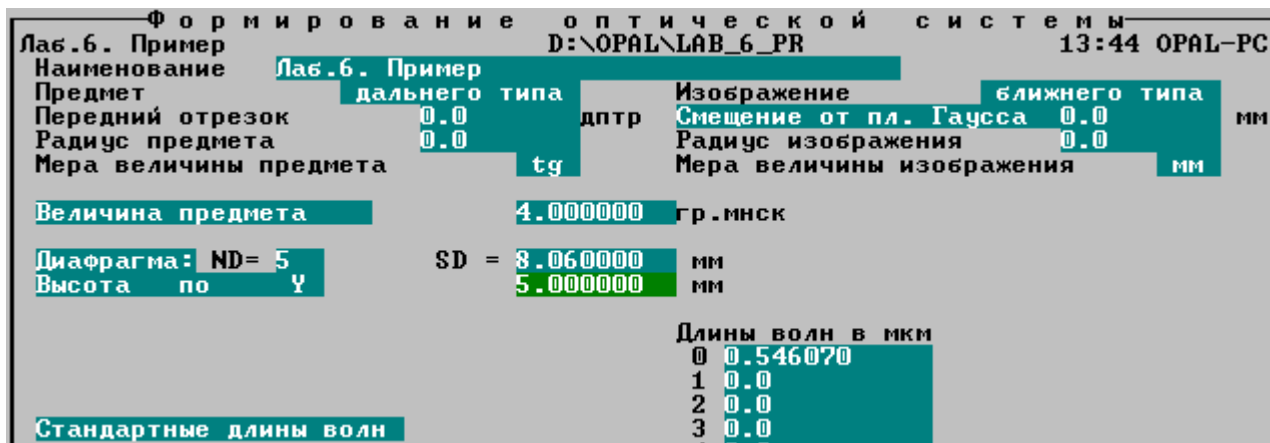 Формирование оптической системы
Лаб.6. Пример D:\OPAL\LAB_6_PR 13:44 OPAL-PC
Наименование Лаб.6. Пример
Предмет дальнего типа Изображение ближнего типа
Передний отрезок 0.0 дптр Смещение от пл. Гаусса 0.0 мм
Радиус предмета 0.0 Радиус изображения 0.0
Мера величины предмета tg Мера величины изображения мм
Величина предмета 4.000000 гр.мнск
Диафрагма: ND= 5 SD = 8.060000 мм
Высота по Y 5.000000 мм
Длины волн в мкм
0 0.546070
1 0.0
2 0.0
Стандартные длины волн 3 0.0